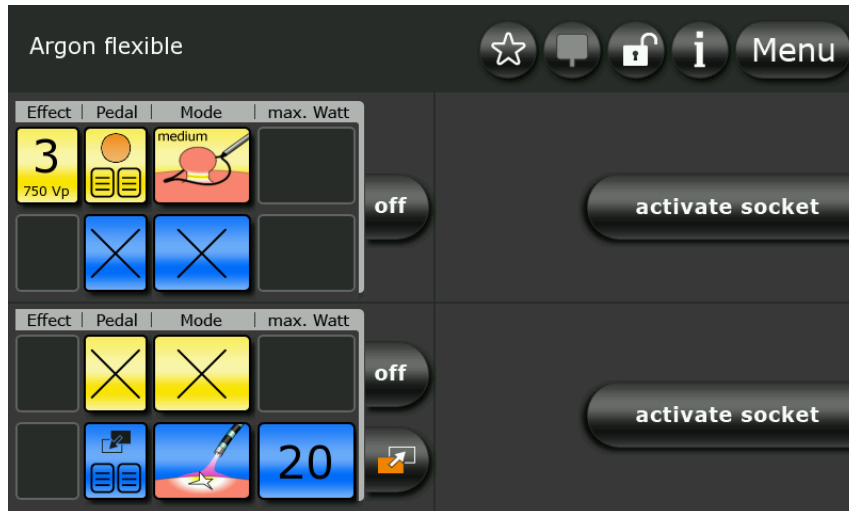 Argon flexible
i Menu
Effect | Pedal | Mode | max. Watt
3
750 Vp
medium
off
activate socket
Effect | Pedal | Mode | max. Watt
off
activate socket
20